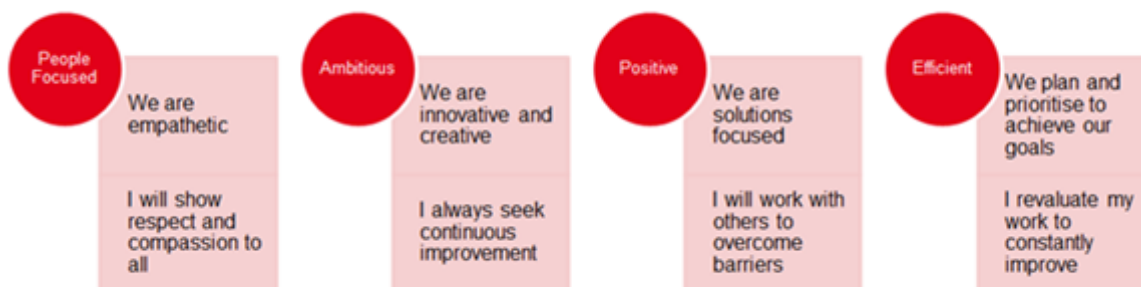 People
Focused
We are
empathetic
I will show
respect and
compassion to
all
Ambitious
We are
innovative and
creative
I always seek
continuous
improvement
Positive
We are
solutions
focused
I will work with
others to
overcome
barriers
Efficient
We plan and
prioritise to
achieve our
goals
I revaluate my
work to
constantly
improve